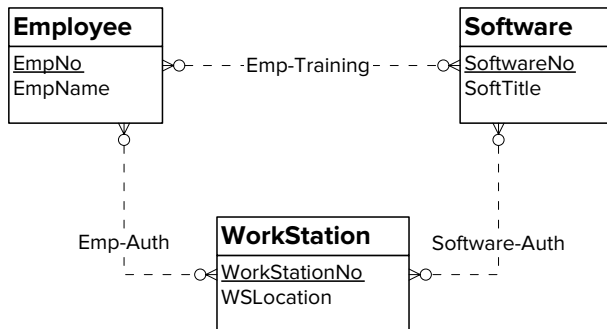 Employee
EmpNo
EmpName
Emp-Training
Software
SoftwareNo
SoftTitle
Emp-Auth
WorkStation
WorkStationNo
WSLocation
Software-Auth